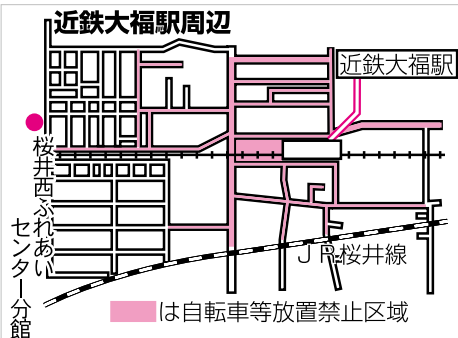 近鉄大福駅周辺
近鉄大福駅
桜井西ふれあい
センター分館
JR桜井線
は自転車等放置禁止区域